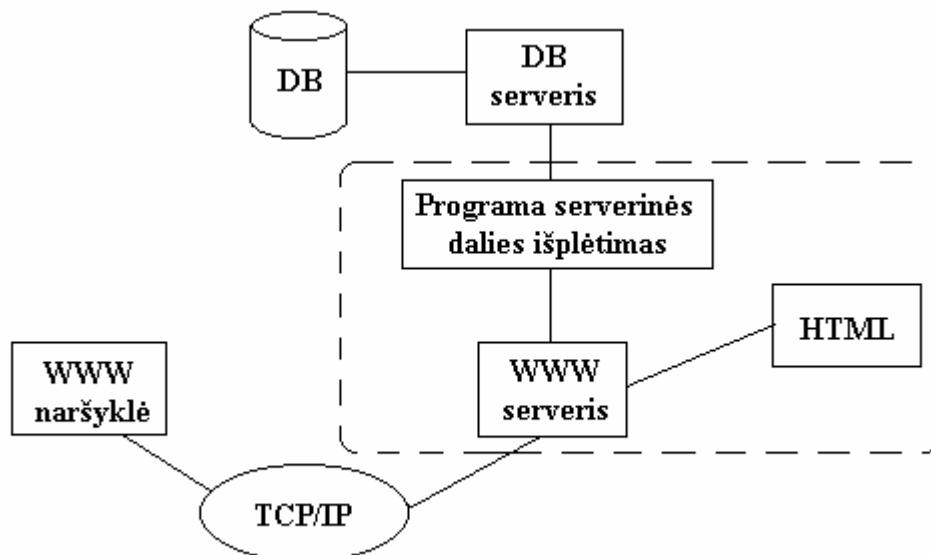 DB
DB
serveris
Programa serverinės
dalies išplėtimas
HTML
WWW
naršyklė
WWW
serveris
TCP/IP